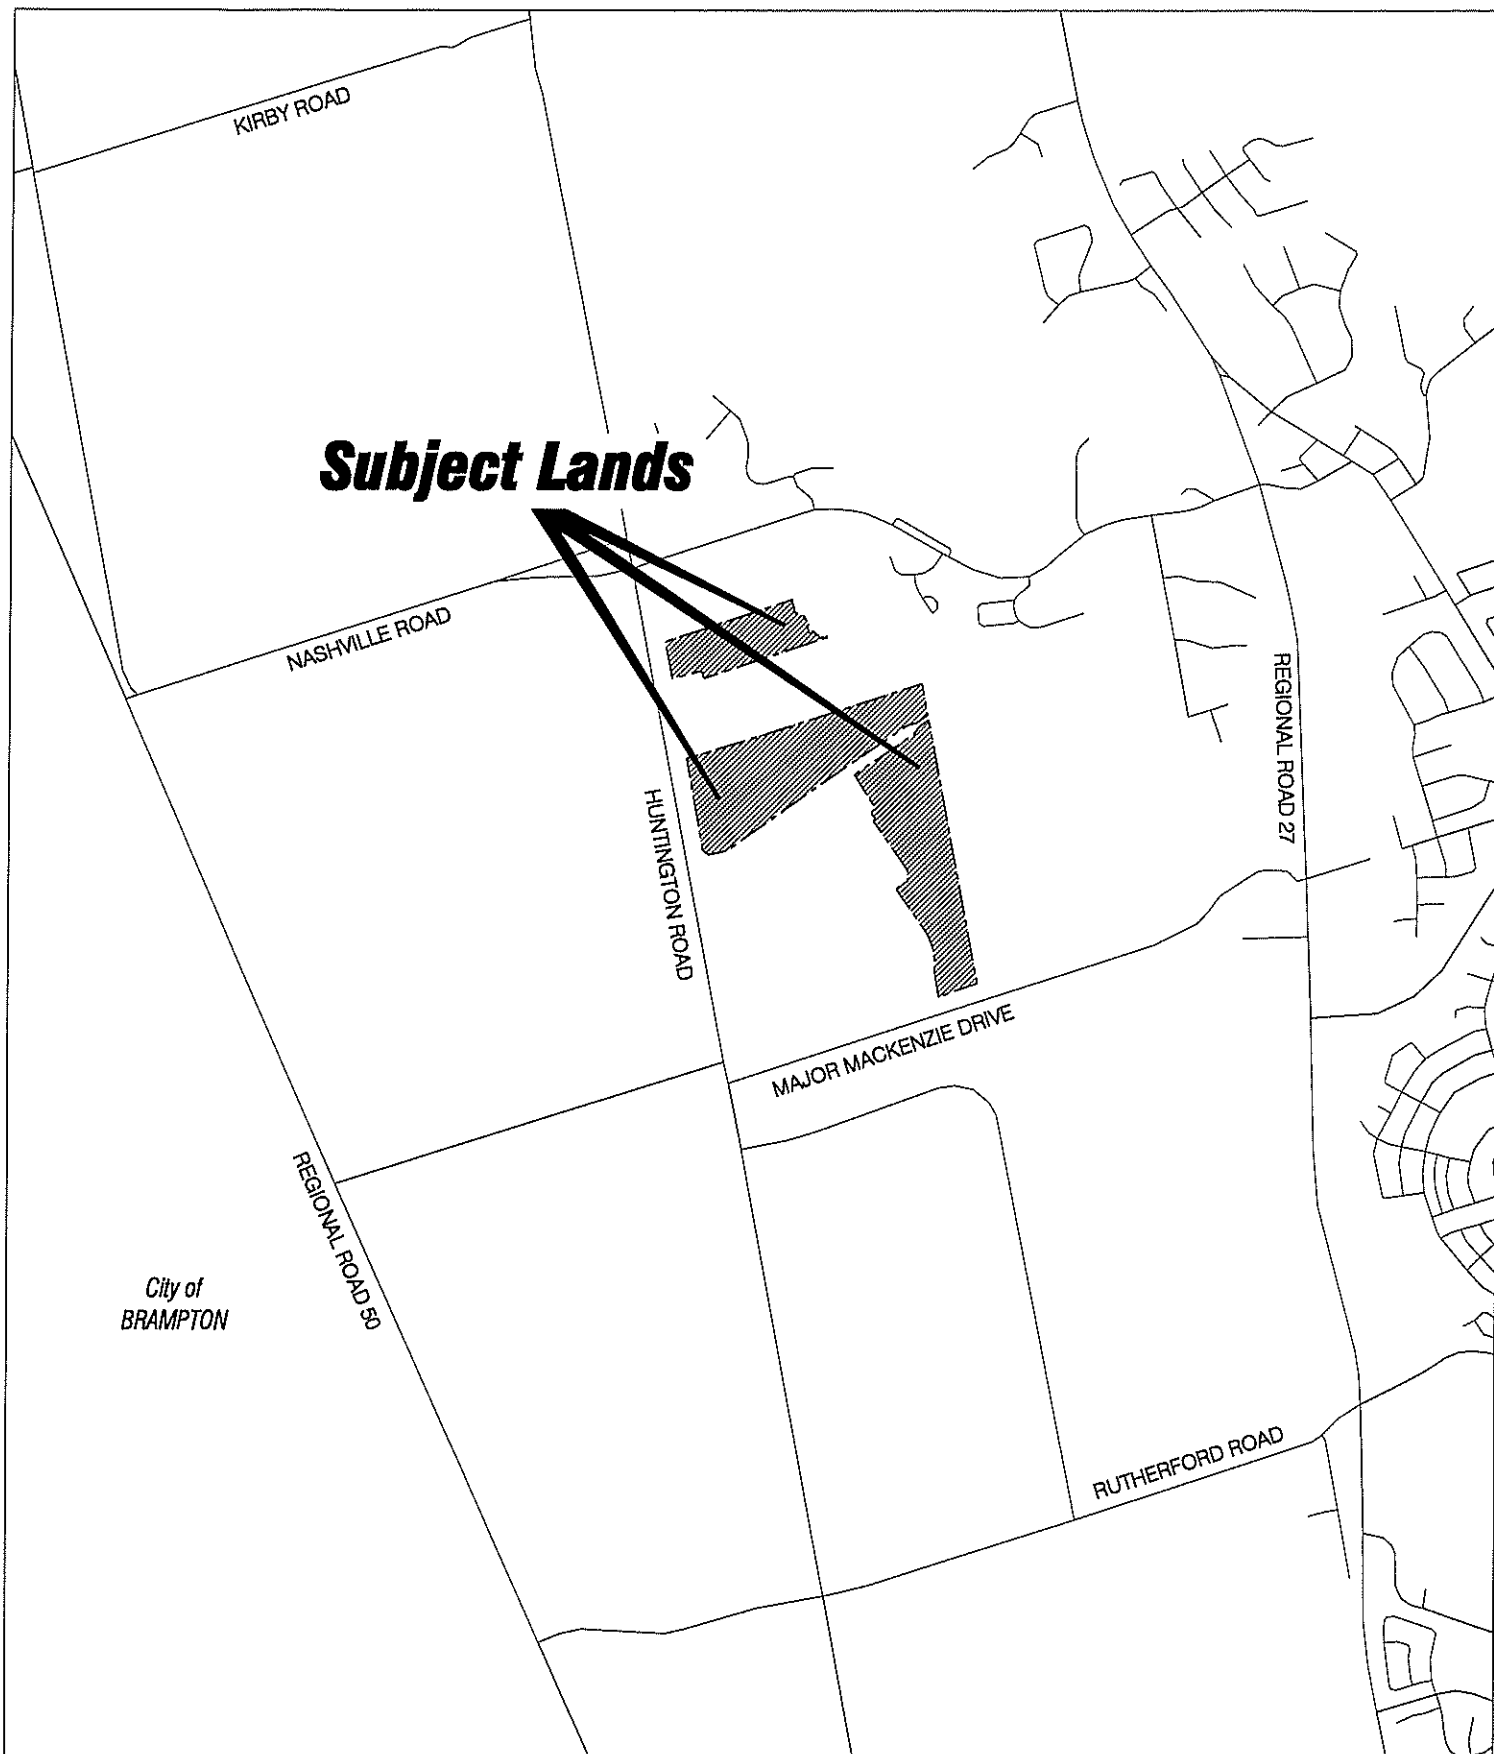 KIRBY ROAD
Subject Lands
NASHVILLE ROAD
REGIONAL ROAD 27
HUNTINGTON ROAD
MAJOR MACKENZIE DRIVE
REGIONAL ROAD 50
City of
BRAMPTON
RUTHERFORD ROAD